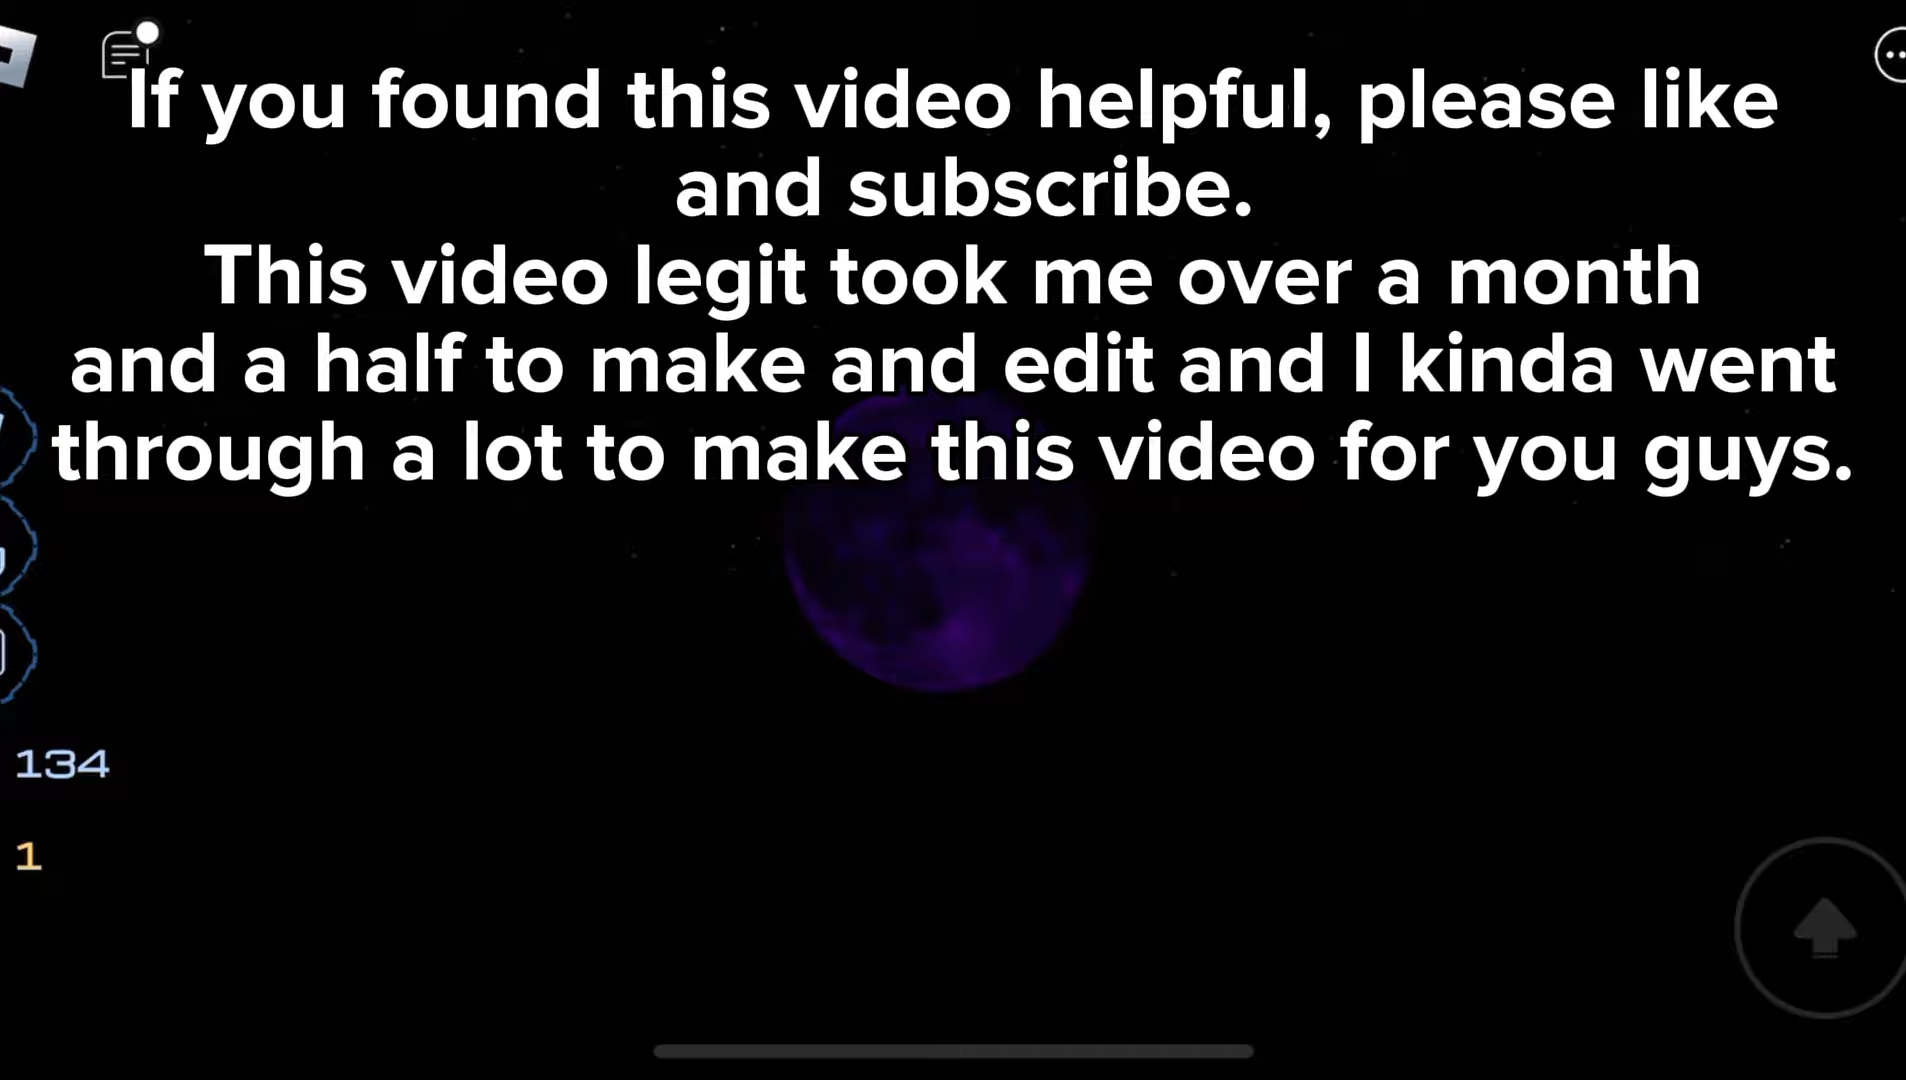 If you found this video helpful, please like
and subscribe.
This video legit took me over a month
and a half to make and edit and I kinda went
through a lot to make this video for you guys.
134
1